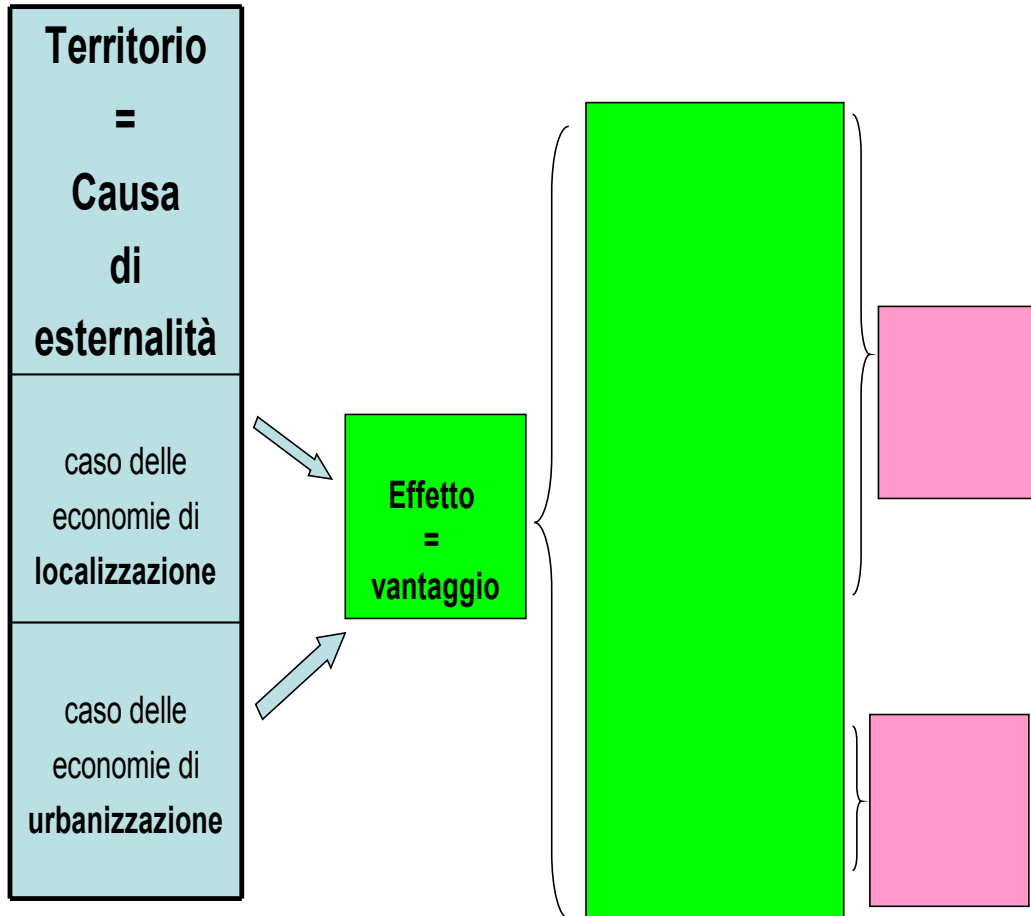 Territorio
=
Causa
di
esternalità
caso delle
economie di
localizzazione
caso delle
economie di
urbanizzazione
Effetto
=
vantaggio